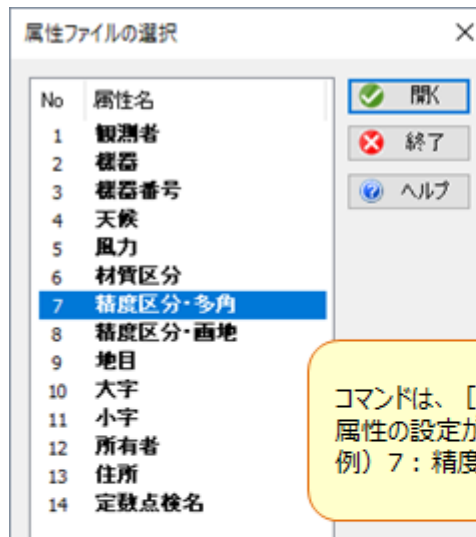 属性ファイルの選択
No 属性名
1 観測者
2 機器
3 機器番号
4 天候
5 風力
6 材質区分
7 精度区分・多角
8 精度区分・画地
9 地目
10 大字
11 小字
12 所有者
13 住所
14 定数点検名
開く
終了
ヘルプ
コマンドは、［
属性の設定が
例）７：精度